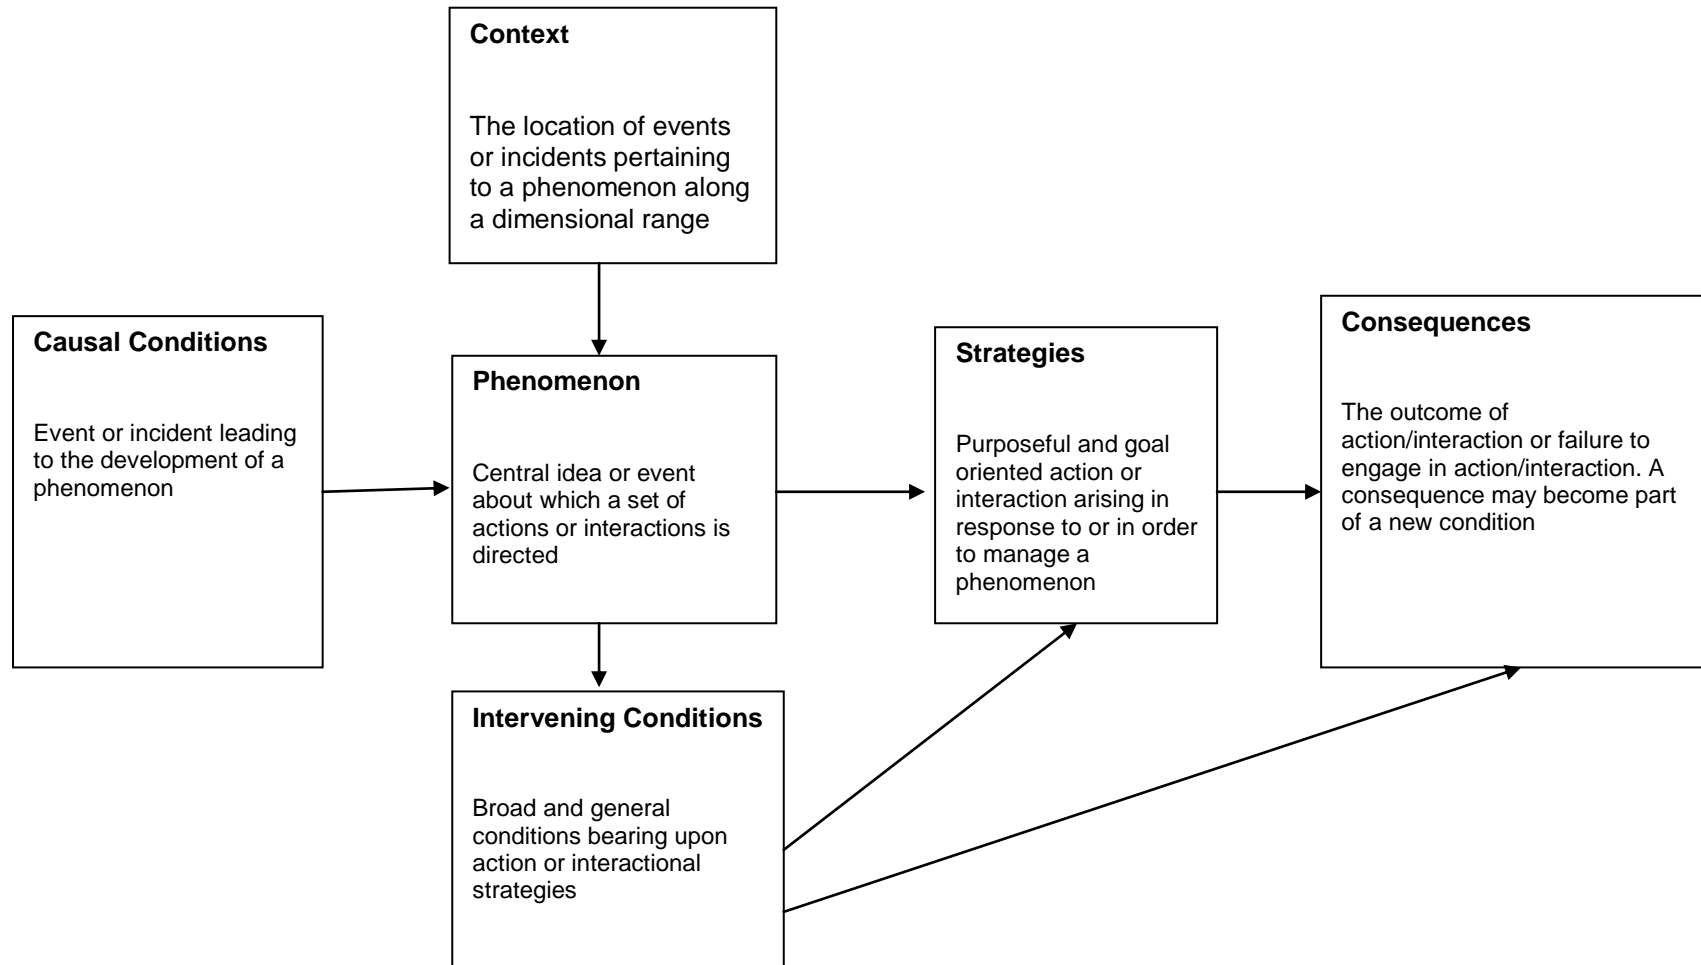 Context
The location of events
or incidents pertaining
to a phenomenon along
a dimensional range
Causal Conditions
Event or incident leading
to the development of a
phenomenon
Phenomenon
Central idea or event
about which a set of
actions or interactions is
directed
Strategies
Purposeful and goal
oriented action or
interaction arising in
response to or in order
to manage a
phenomenon
Consequences
The outcome of
action/interaction or failure to
engage in action/interaction. A
consequence may become part
of a new condition
Intervening Conditions
Broad and general
conditions bearing upon
action or interactional
strategies